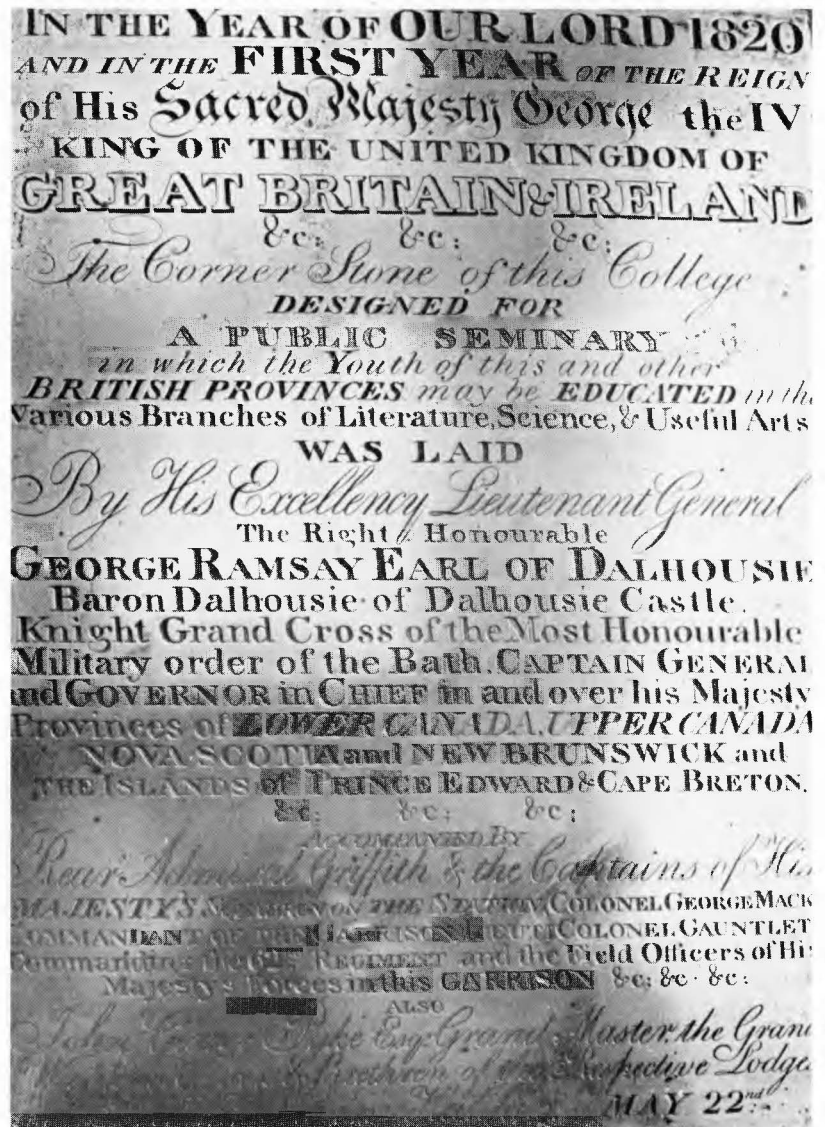 IN THE YEAR OF OUR LORD 1820
AND IN THE FIRST YEAR OF THE REIGN
of His Sacred Majesty George the IV
KING OF THE UNITED KINGDOM OF
GREAT BRITAIN & IRELAND
&c: &c: &c:
The Corner Stone of this College
DESIGNED FOR
A PUBLIC SEMINARY
in which the Youth of this and other
BRITISH PROVINCES may be EDUCATED in the
Various Branches of Literature, Science, & Useful Arts
WAS LAID
By His Excellency Lieutenant General
The Right Honourable
GEORGE RAMSAY EARL OF DALHOUSIE
Baron Dalhousie of Dalhousie Castle.
Knight Grand Cross of the Most Honourable
Military order of the Bath. CAPTAIN GENERAL
and GOVERNOR in CHIEF in and over his Majesty
Provinces of LOWER CANADA, UPPER CANADA
NOVA SCOTIA and NEW BRUNSWICK and
THE ISLANDS of PRINCE EDWARD & CAPE BRETON.
&c: &c: &c:
ACCOMPANIED BY
Rear Admiral Griffith & the Captains of His
MAJESTY'S SQUADRON ON THE STATION, COLONEL GEORGE MACK
COMMANDANT OF THE GARRISON LIEUT: COLONEL GAUNTLET
Commanding the REGIMENT and the Field Officers of His
Majesty's Forces in this GARRISON &c: &c: &c:
ALSO
John Pyke Esq: Grand Master, the Grand
Brethren of the Respective Lodges
MAY 22nd